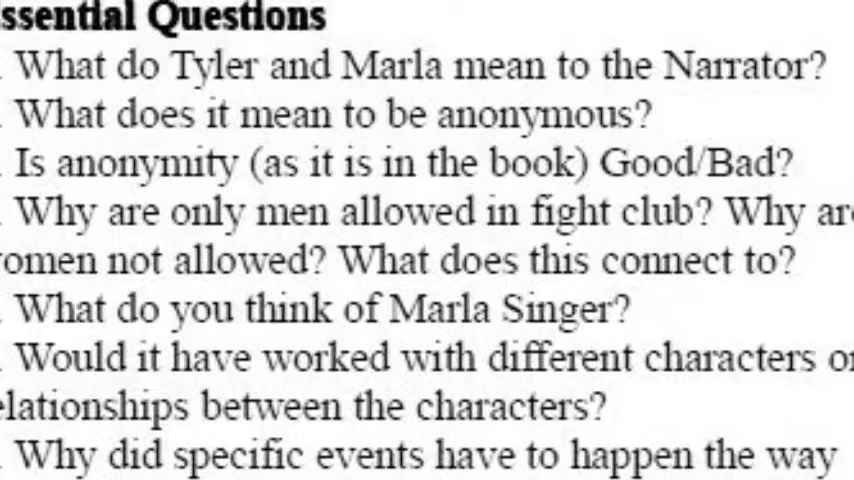 ssential Questions
What do Tyler and Marla mean to the Narrator?
What does it mean to be anonymous?
Is anonymity (as it is in the book) Good/Bad?
Why are only men allowed in fight club? Why are
omen not allowed? What does this connect to?
What do you think of Marla Singer?
Would it have worked with different characters or
elationships between the characters?
Why did specific events have to happen the way